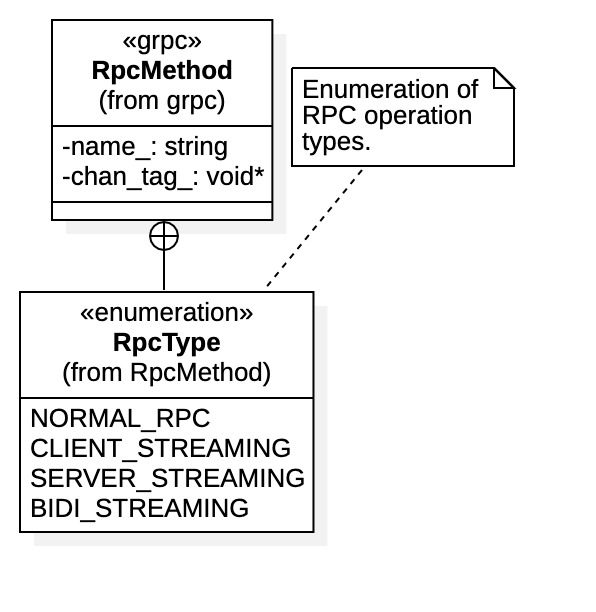 «grpc»
RpcMethod
(from grpc)
-name_: string
-chan_tag_: void*
Enumeration of
RPC operation
types.
«enumeration»
RpcType
(from RpcMethod)
NORMAL_RPC
CLIENT_STREAMING
SERVER_STREAMING
BIDI_STREAMING